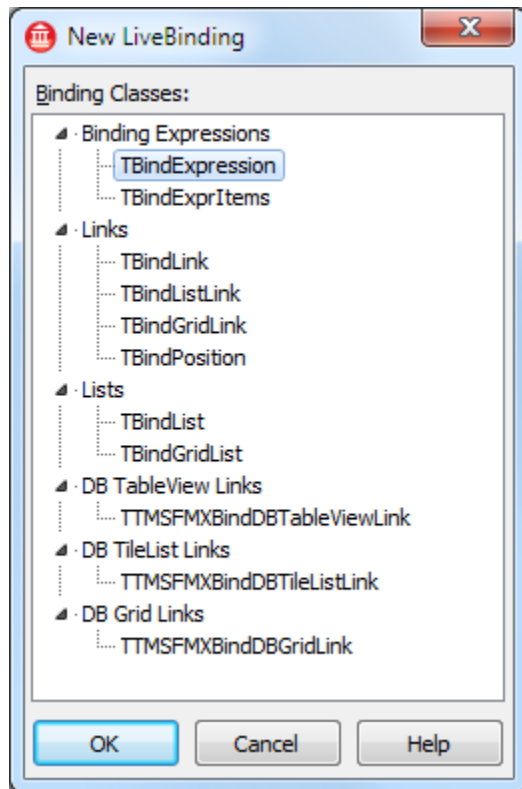 New LiveBinding
Binding Classes:
Binding Expressions
TBindExpression
TBindExprItems
Links
TBindLink
TBindListLink
TBindGridLink
TBindPosition
Lists
TBindList
TBindGridList
DB TableView Links
TTMSFMXBindDBTableViewLink
DB TileList Links
TTMSFMXBindDBTileListLink
DB Grid Links
TTMSFMXBindDBGridLink
OK Cancel Help